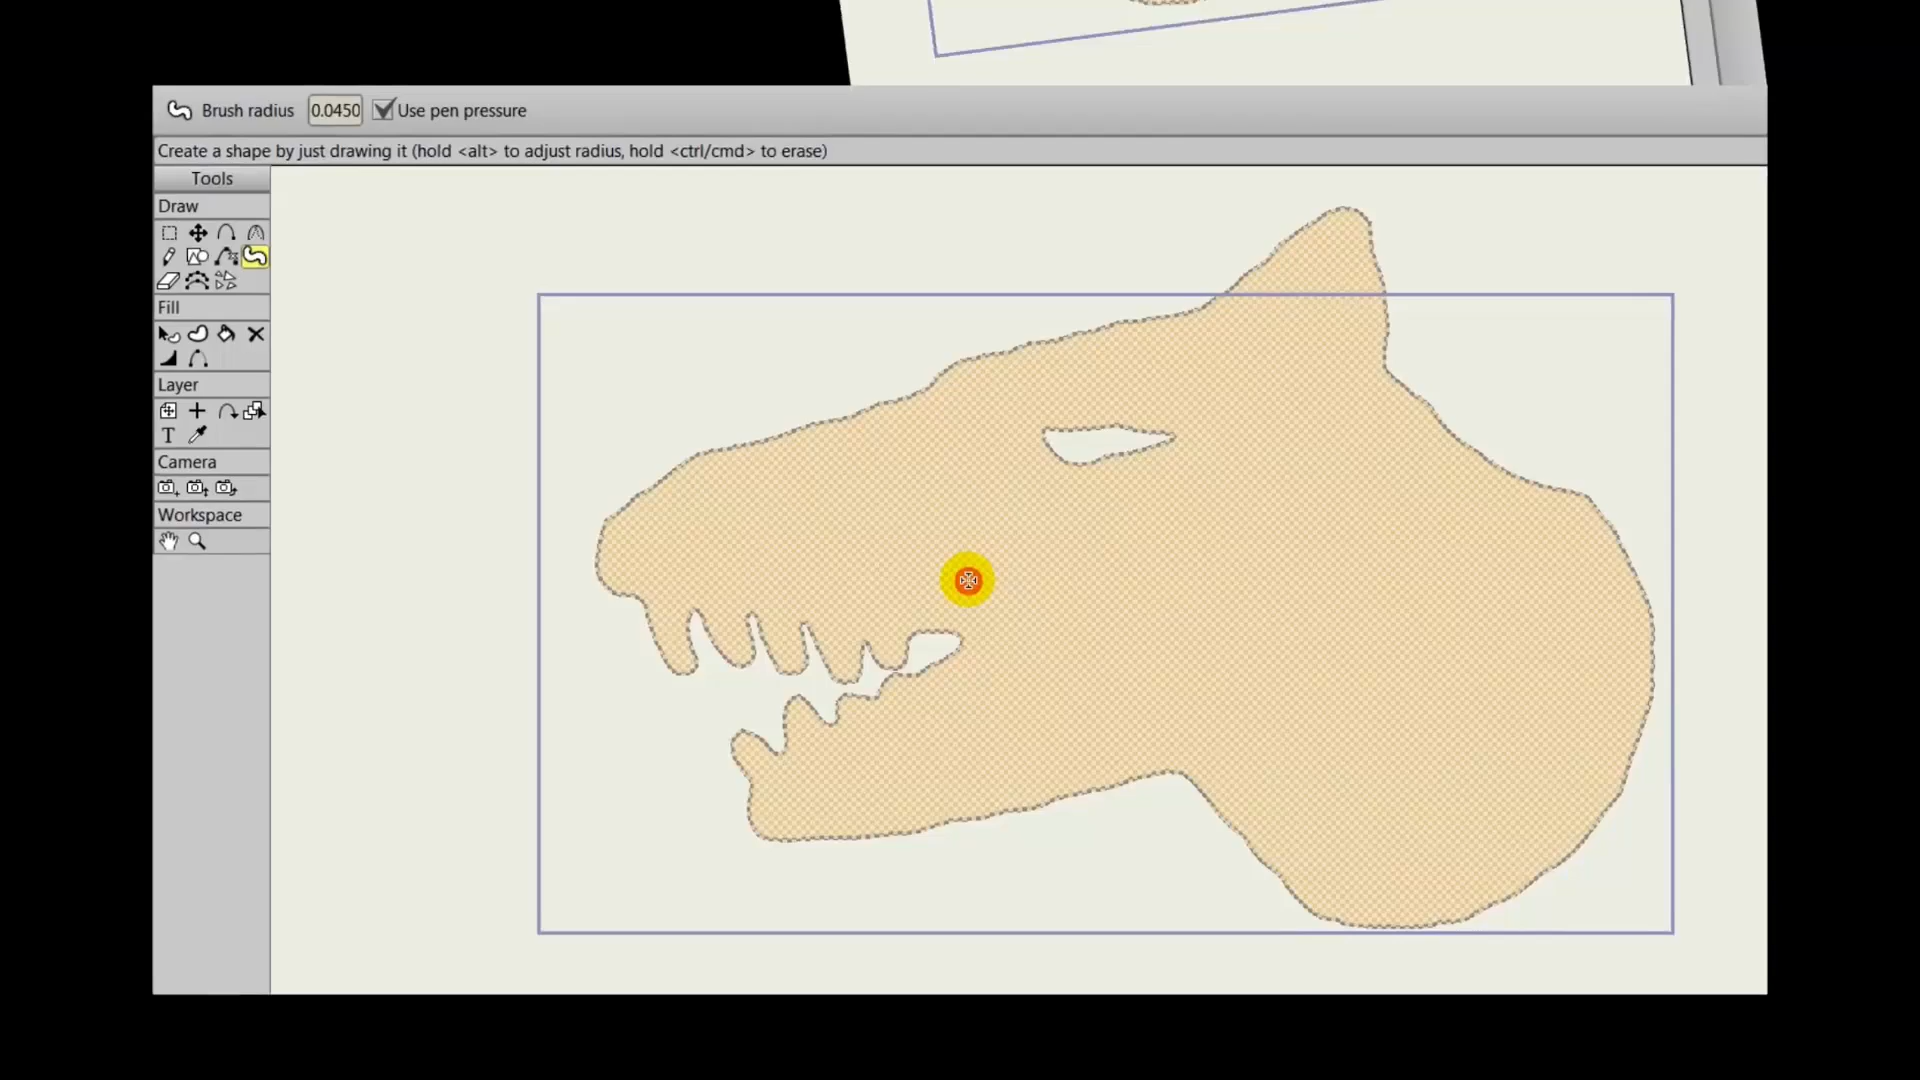 Brush radius 0.0450 Use pen pressure
Create a shape by just drawing it (hold <alt> to adjust radius, hold <ctrl/cmd> to erase)
Tools
Draw
Fill
Layer
T
Camera
Workspace